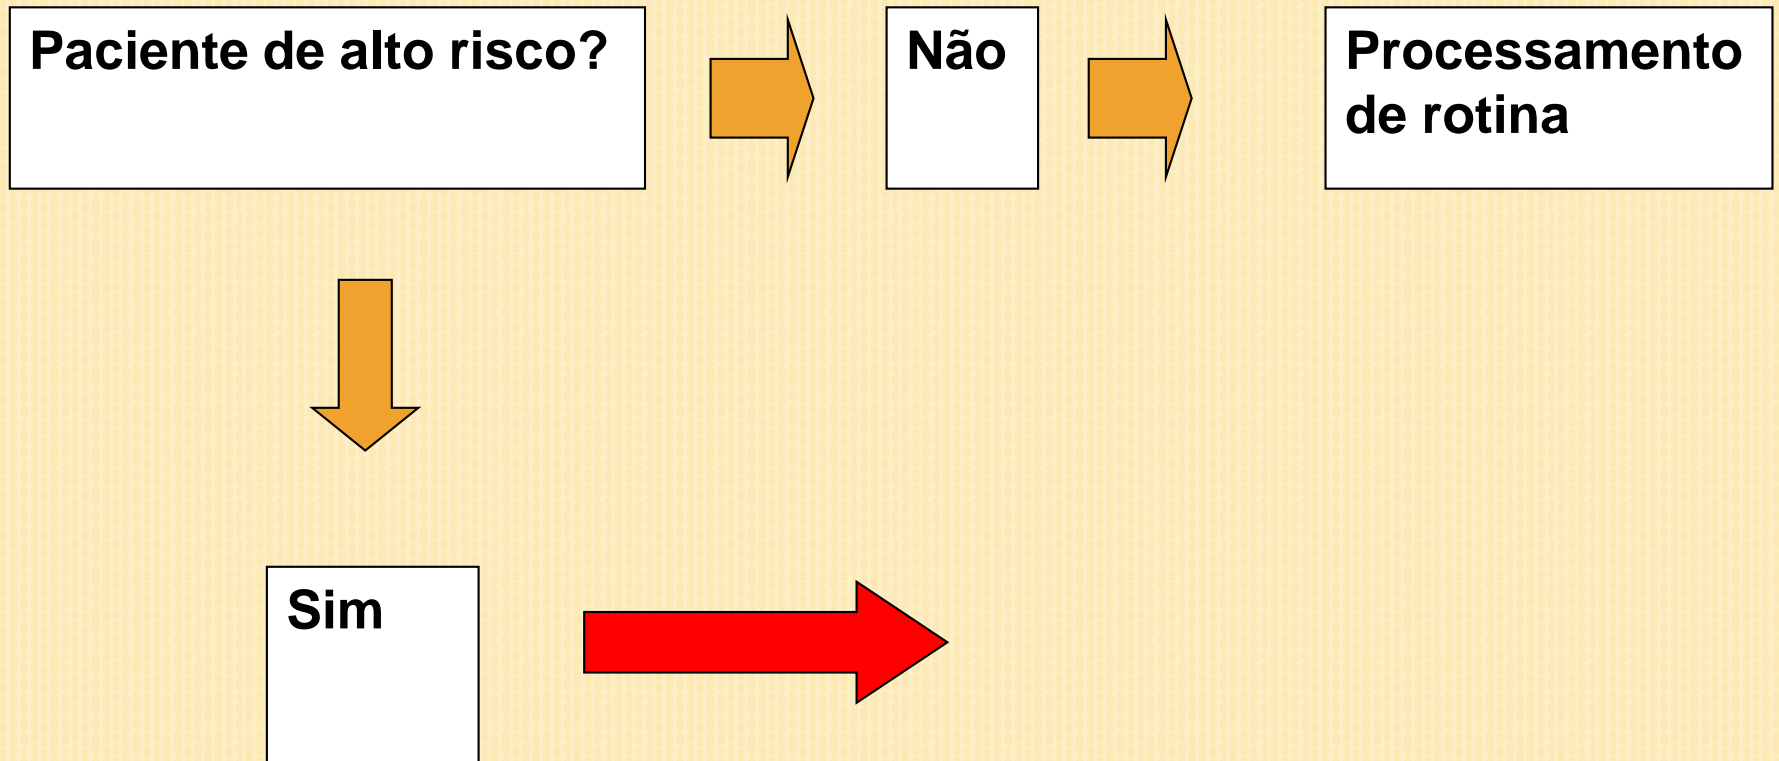 Paciente de alto risco?
Não
Processamento
de rotina
Sim